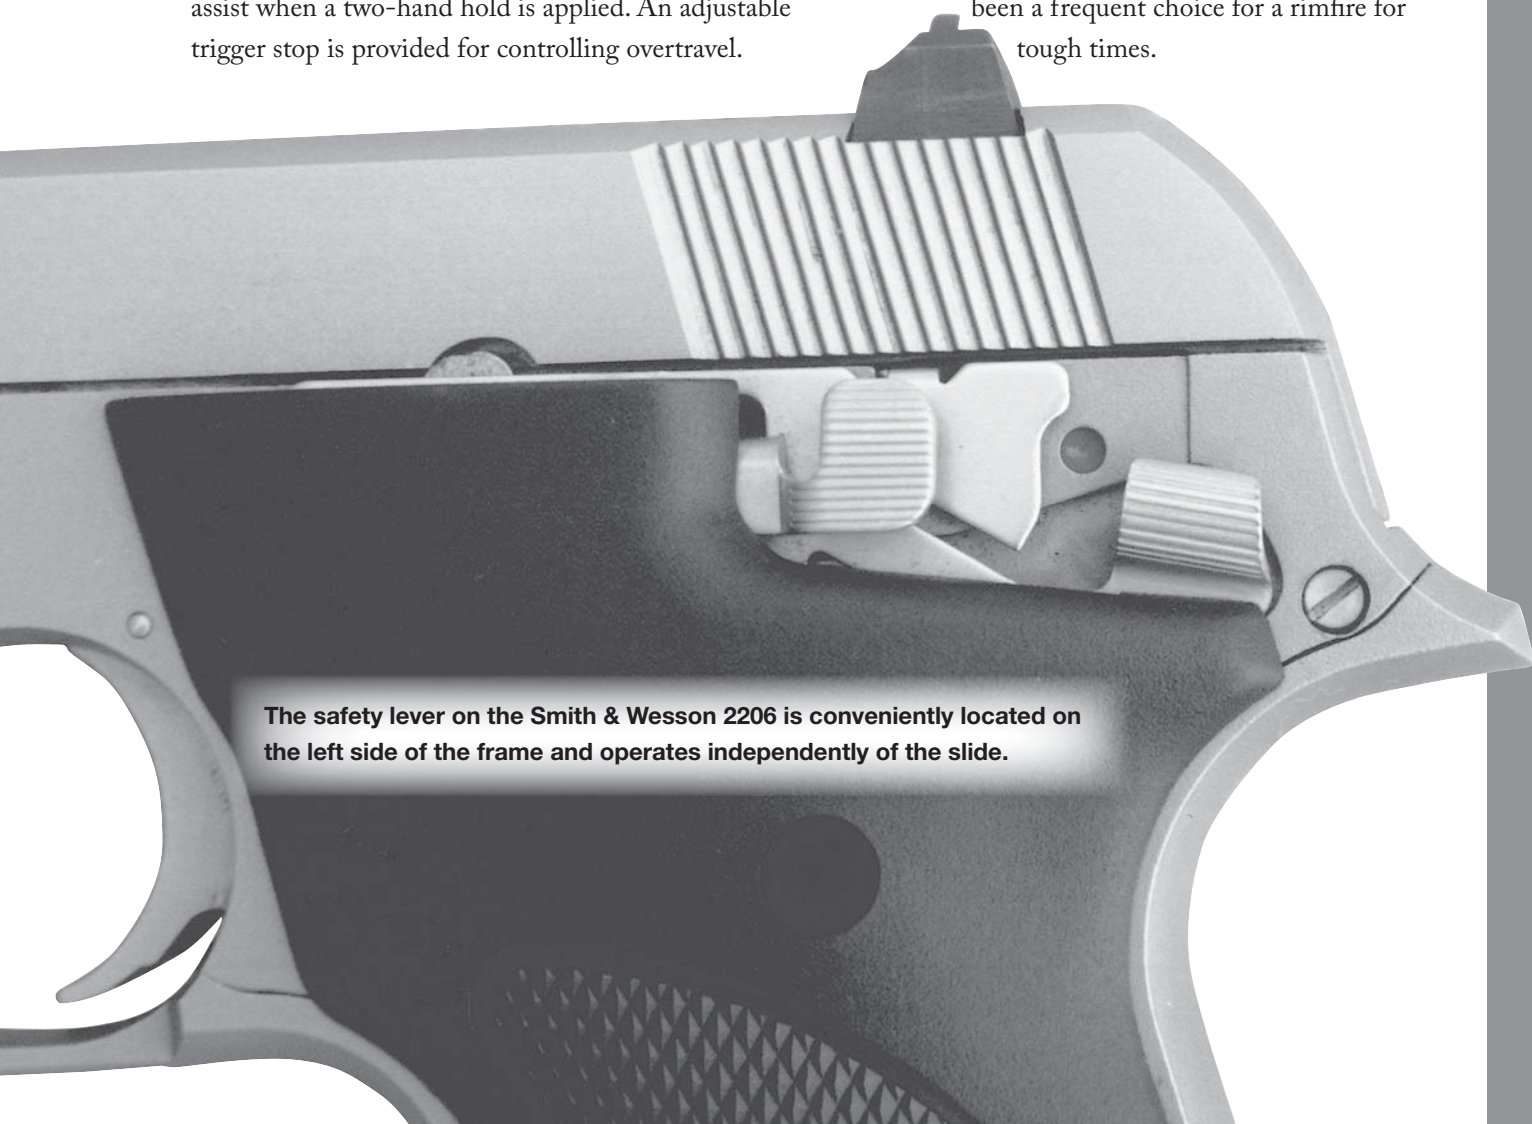 assist when a two-hand hold is applied. An adjustable
trigger stop is provided for controlling overtravel.
been a frequent choice for a rimfire for
tough times.
The safety lever on the Smith & Wesson 2206 is conveniently located on
the left side of the frame and operates independently of the slide.